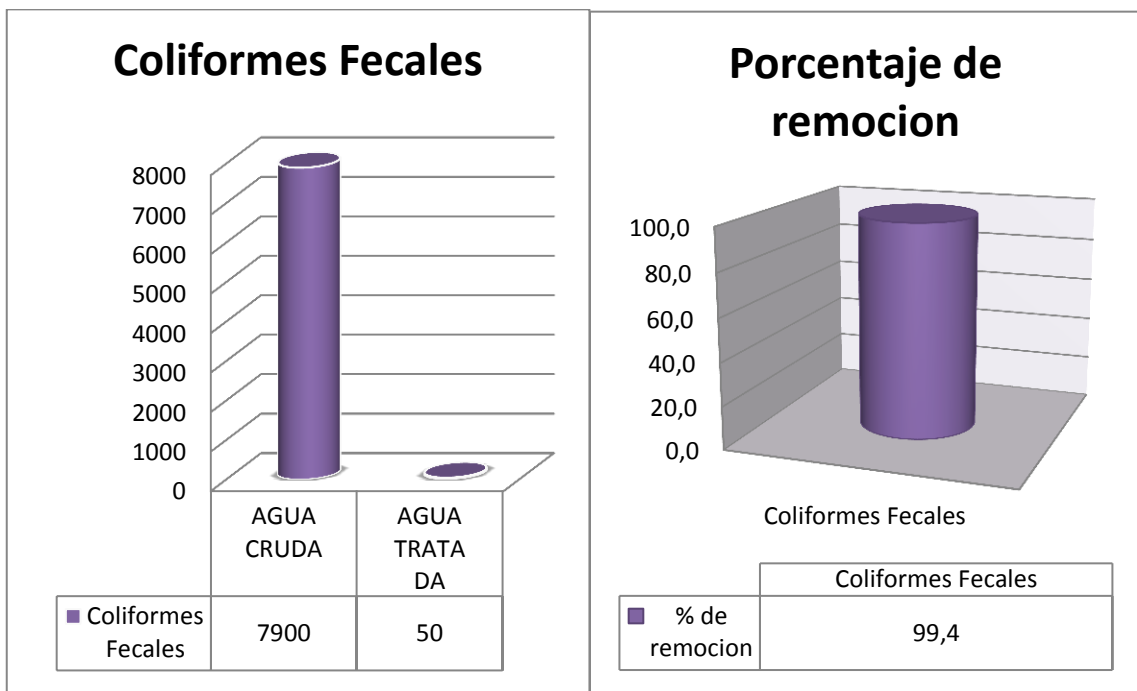 Coliformes Fecales
8000
7000
6000
5000
4000
3000
2000
1000
0
AGUA
CRUDA
AGUA
TRATA
DA
Coliformes
Fecales
7900
50
Porcentaje de
remocion
100,0
80,0
60,0
40,0
20,0
0,0
Coliformes Fecales
Coliformes Fecales
% de
remocion
99,4